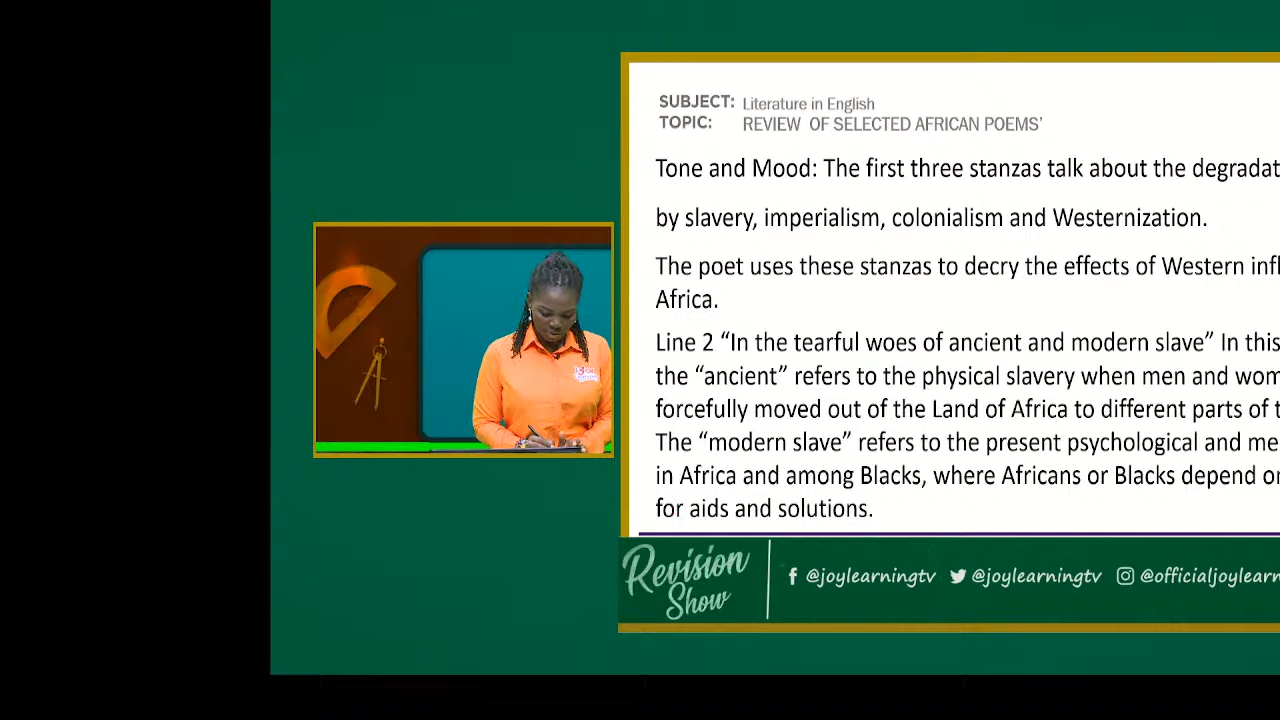 SUBJECT: Literature in English
TOPIC: REVIEW OF SELECTED AFRICAN POEMS'
Tone and Mood: The first three stanzas talk about the degradat
by slavery, imperialism, colonialism and Westernization.
The poet uses these stanzas to decry the effects of Western infl
Africa.
Line 2 “In the tearful woes of ancient and modern slave” In this
the “ancient” refers to the physical slavery when men and wom
forcefully moved out of the Land of Africa to different parts of t
The “modern slave” refers to the present psychological and me
in Africa and among Blacks, where Africans or Blacks depend on
for aids and solutions.
Revision
Show
@joylearningtv @joylearningtv @officialjoylearn